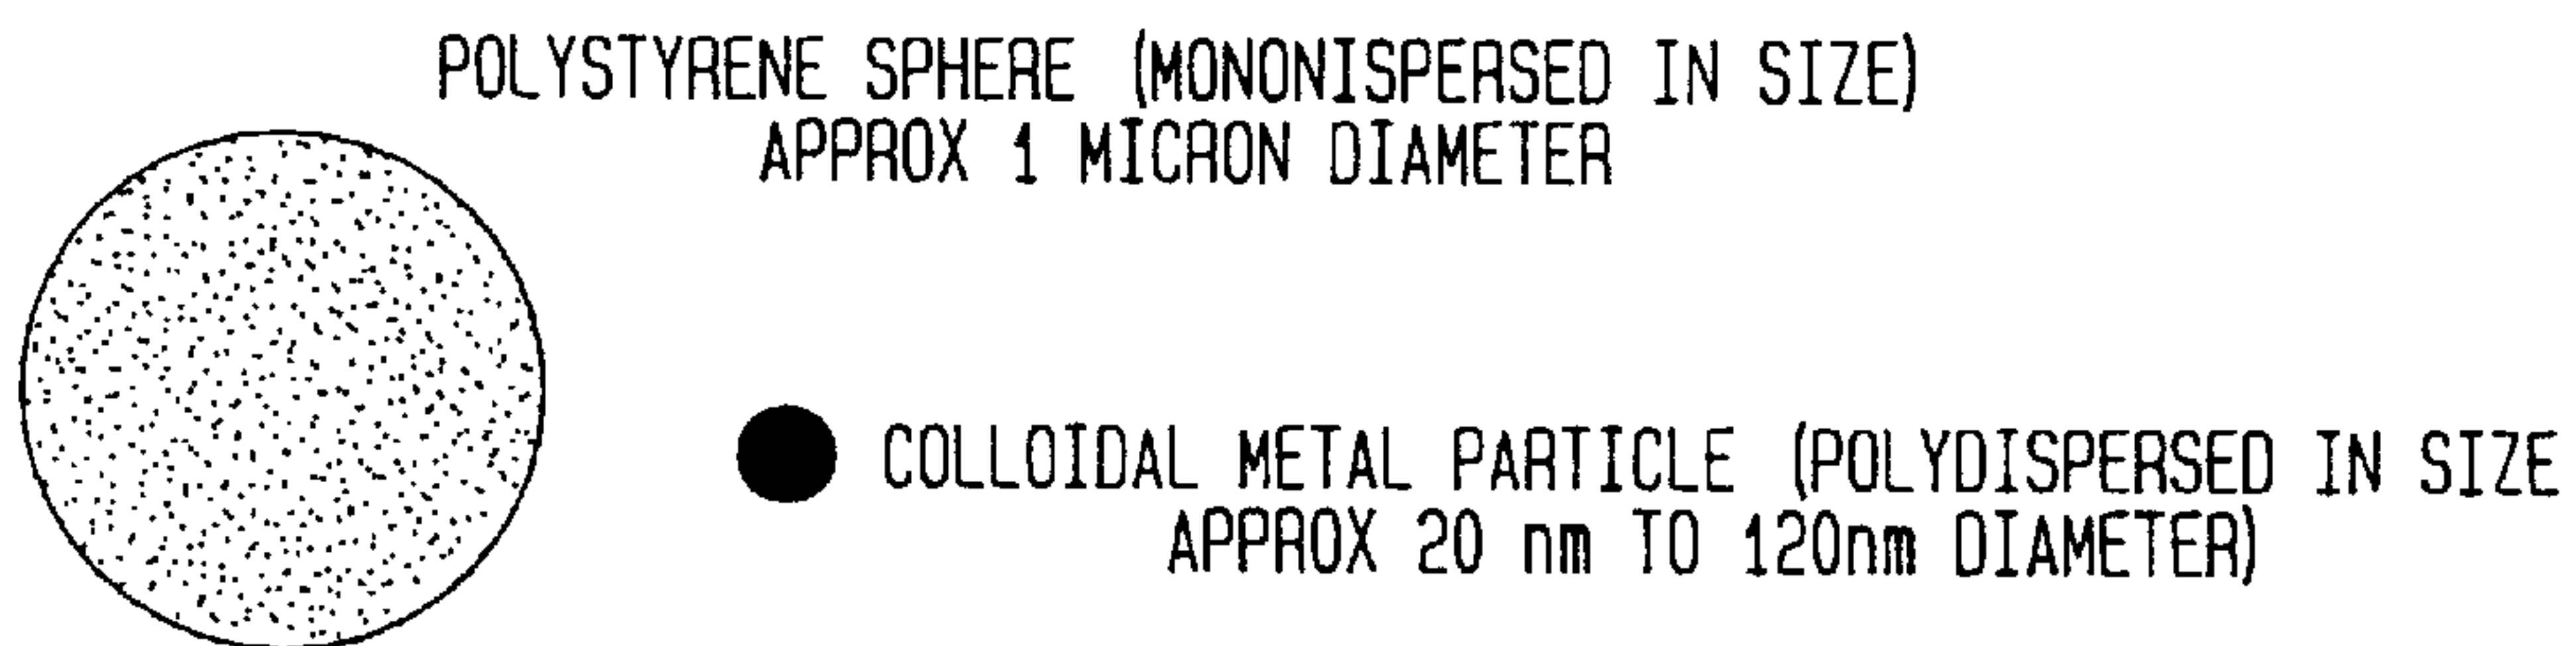 POLYSTYRENE SPHERE (MONONISPERSED IN SIZE)
APPROX 1 MICRON DIAMETER
COLLOIDAL METAL PARTICLE (POLYDISPERSED IN SIZE
APPROX 20 nm TO 120nm DIAMETER)